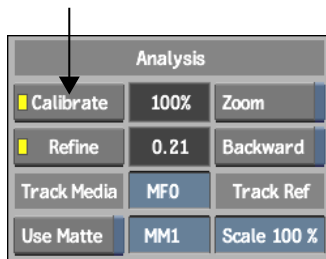 Analysis
Calibrate 100% Zoom
Refine 0.21 Backward
Track Media MF0 Track Ref
Use Matte MM1 Scale 100 %